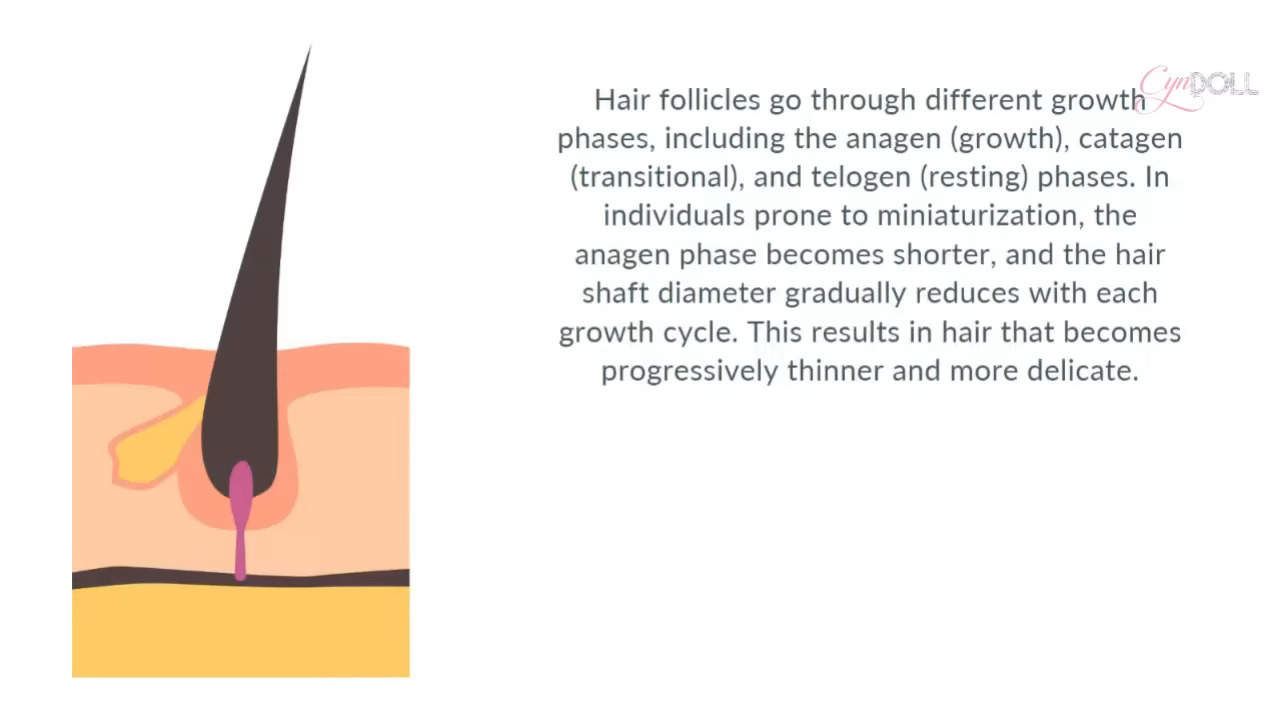 CynDOLL
Hair follicles go through different growth
phases, including the anagen (growth), catagen
(transitional), and telogen (resting) phases. In
individuals prone to miniaturization, the
anagen phase becomes shorter, and the hair
shaft diameter gradually reduces with each
growth cycle. This results in hair that becomes
progressively thinner and more delicate.